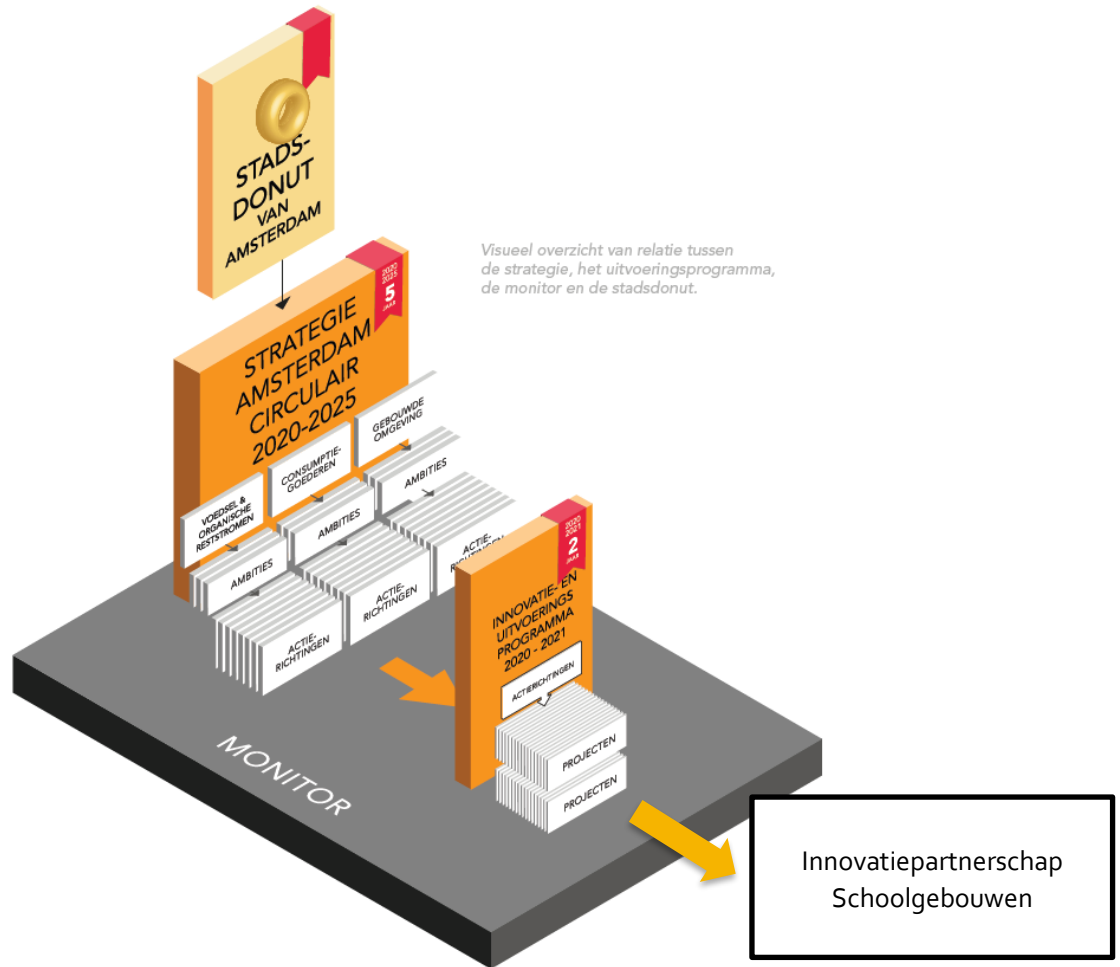 STADS-
DONUT
VAN
AMSTERDAM
Visueel overzicht van relatie tussen
de strategie, het uitvoeringsprogramma,
de monitor en de stadsdonut.
2020
2025
5
JAAR
STRATEGIE
AMSTERDAM
CIRCULAIR
2020-2025
GEBOUWDE
OMGEVING
CONSUMPTIE-
GOEDEREN
VOEDSEL &
ORGANISCHE
RESTSTROMEN
AMBITIES
AMBITIES
AMBITIES
ACTIE-
RICHTINGEN
ACTIE-
RICHTINGEN
ACTIE-
2020
2021
2
JAAR
INNOVATIE- EN
UITVOERINGS
PROGRAMMA
2020 - 2021
ACTIERICHTINGEN
PROJECTEN
PROJECTEN
MONITOR
Innovatiepartnerschap
Schoolgebouwen